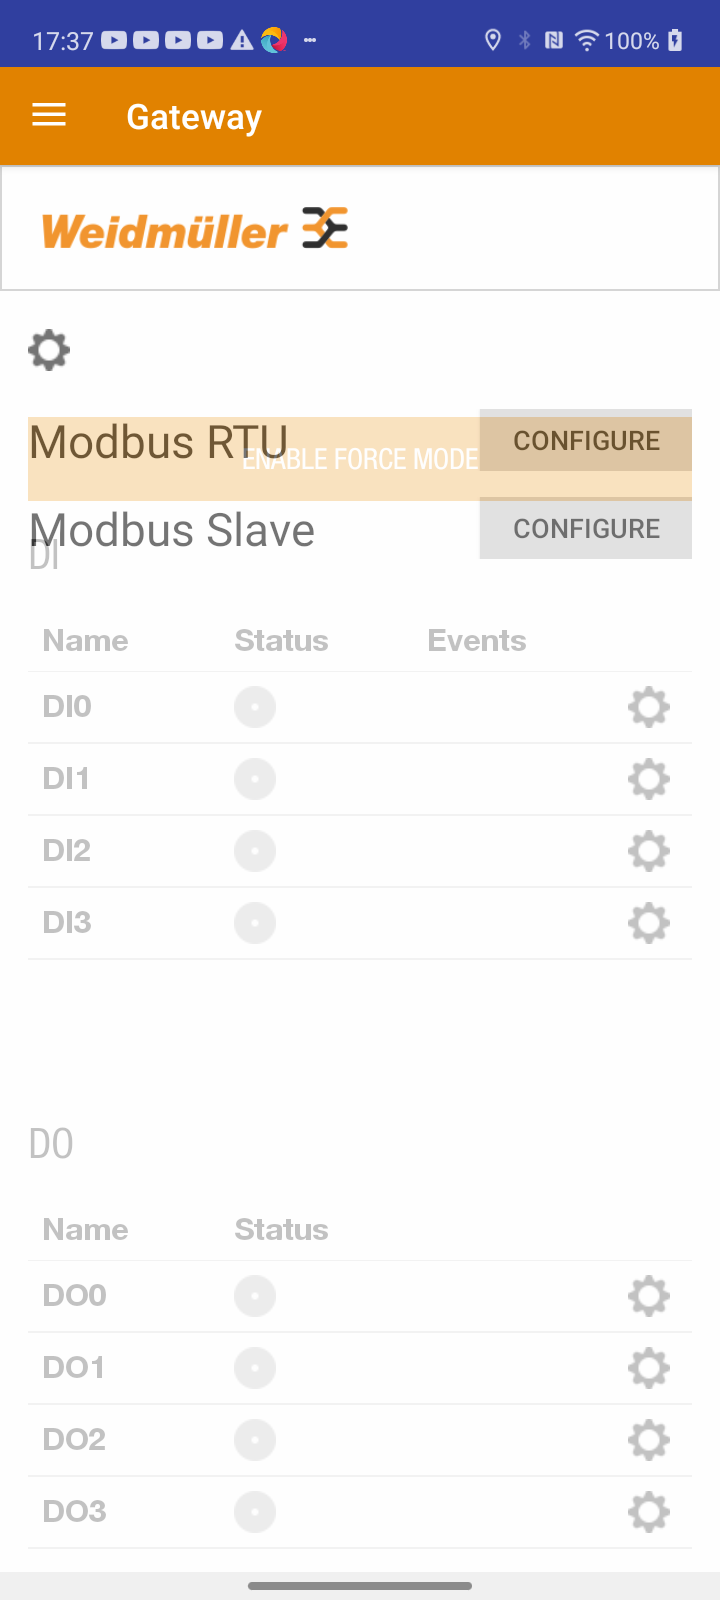 17:37 100%
Gateway
Weidmüller
Modbus RTU CONFIGURE
ENABLE FORCE MODE
Modbus Slave CONFIGURE
DI
Name Status Events
DI0
DI1
DI2
DI3
DO
Name Status
DO0
DO1
DO2
DO3